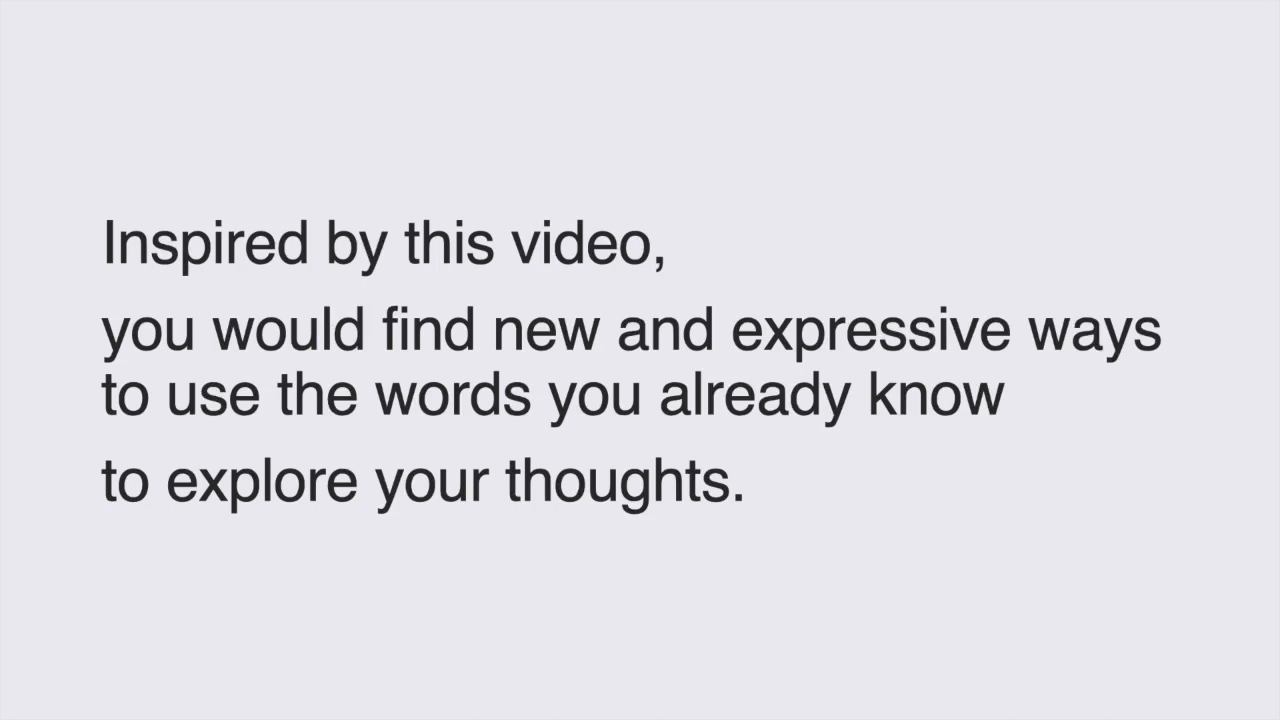 Inspired by this video,
you would find new and expressive ways
to use the words you already know
to explore your thoughts.